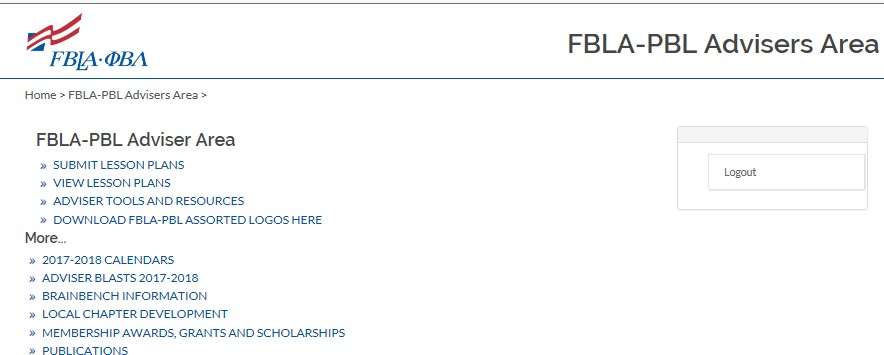 FBLA·ΦBΛ
FBLA-PBL Advisers Area
Home > FBLA-PBL Advisers Area >
FBLA-PBL Adviser Area
» SUBMIT LESSON PLANS
» VIEW LESSON PLANS
» ADVISER TOOLS AND RESOURCES
» DOWNLOAD FBLA-PBL ASSORTED LOGOS HERE
Logout
More...
» 2017-2018 CALENDARS
» ADVISER BLASTS 2017-2018
» BRAINBENCH INFORMATION
» LOCAL CHAPTER DEVELOPMENT
» MEMBERSHIP AWARDS, GRANTS AND SCHOLARSHIPS
» PUBLICATIONS